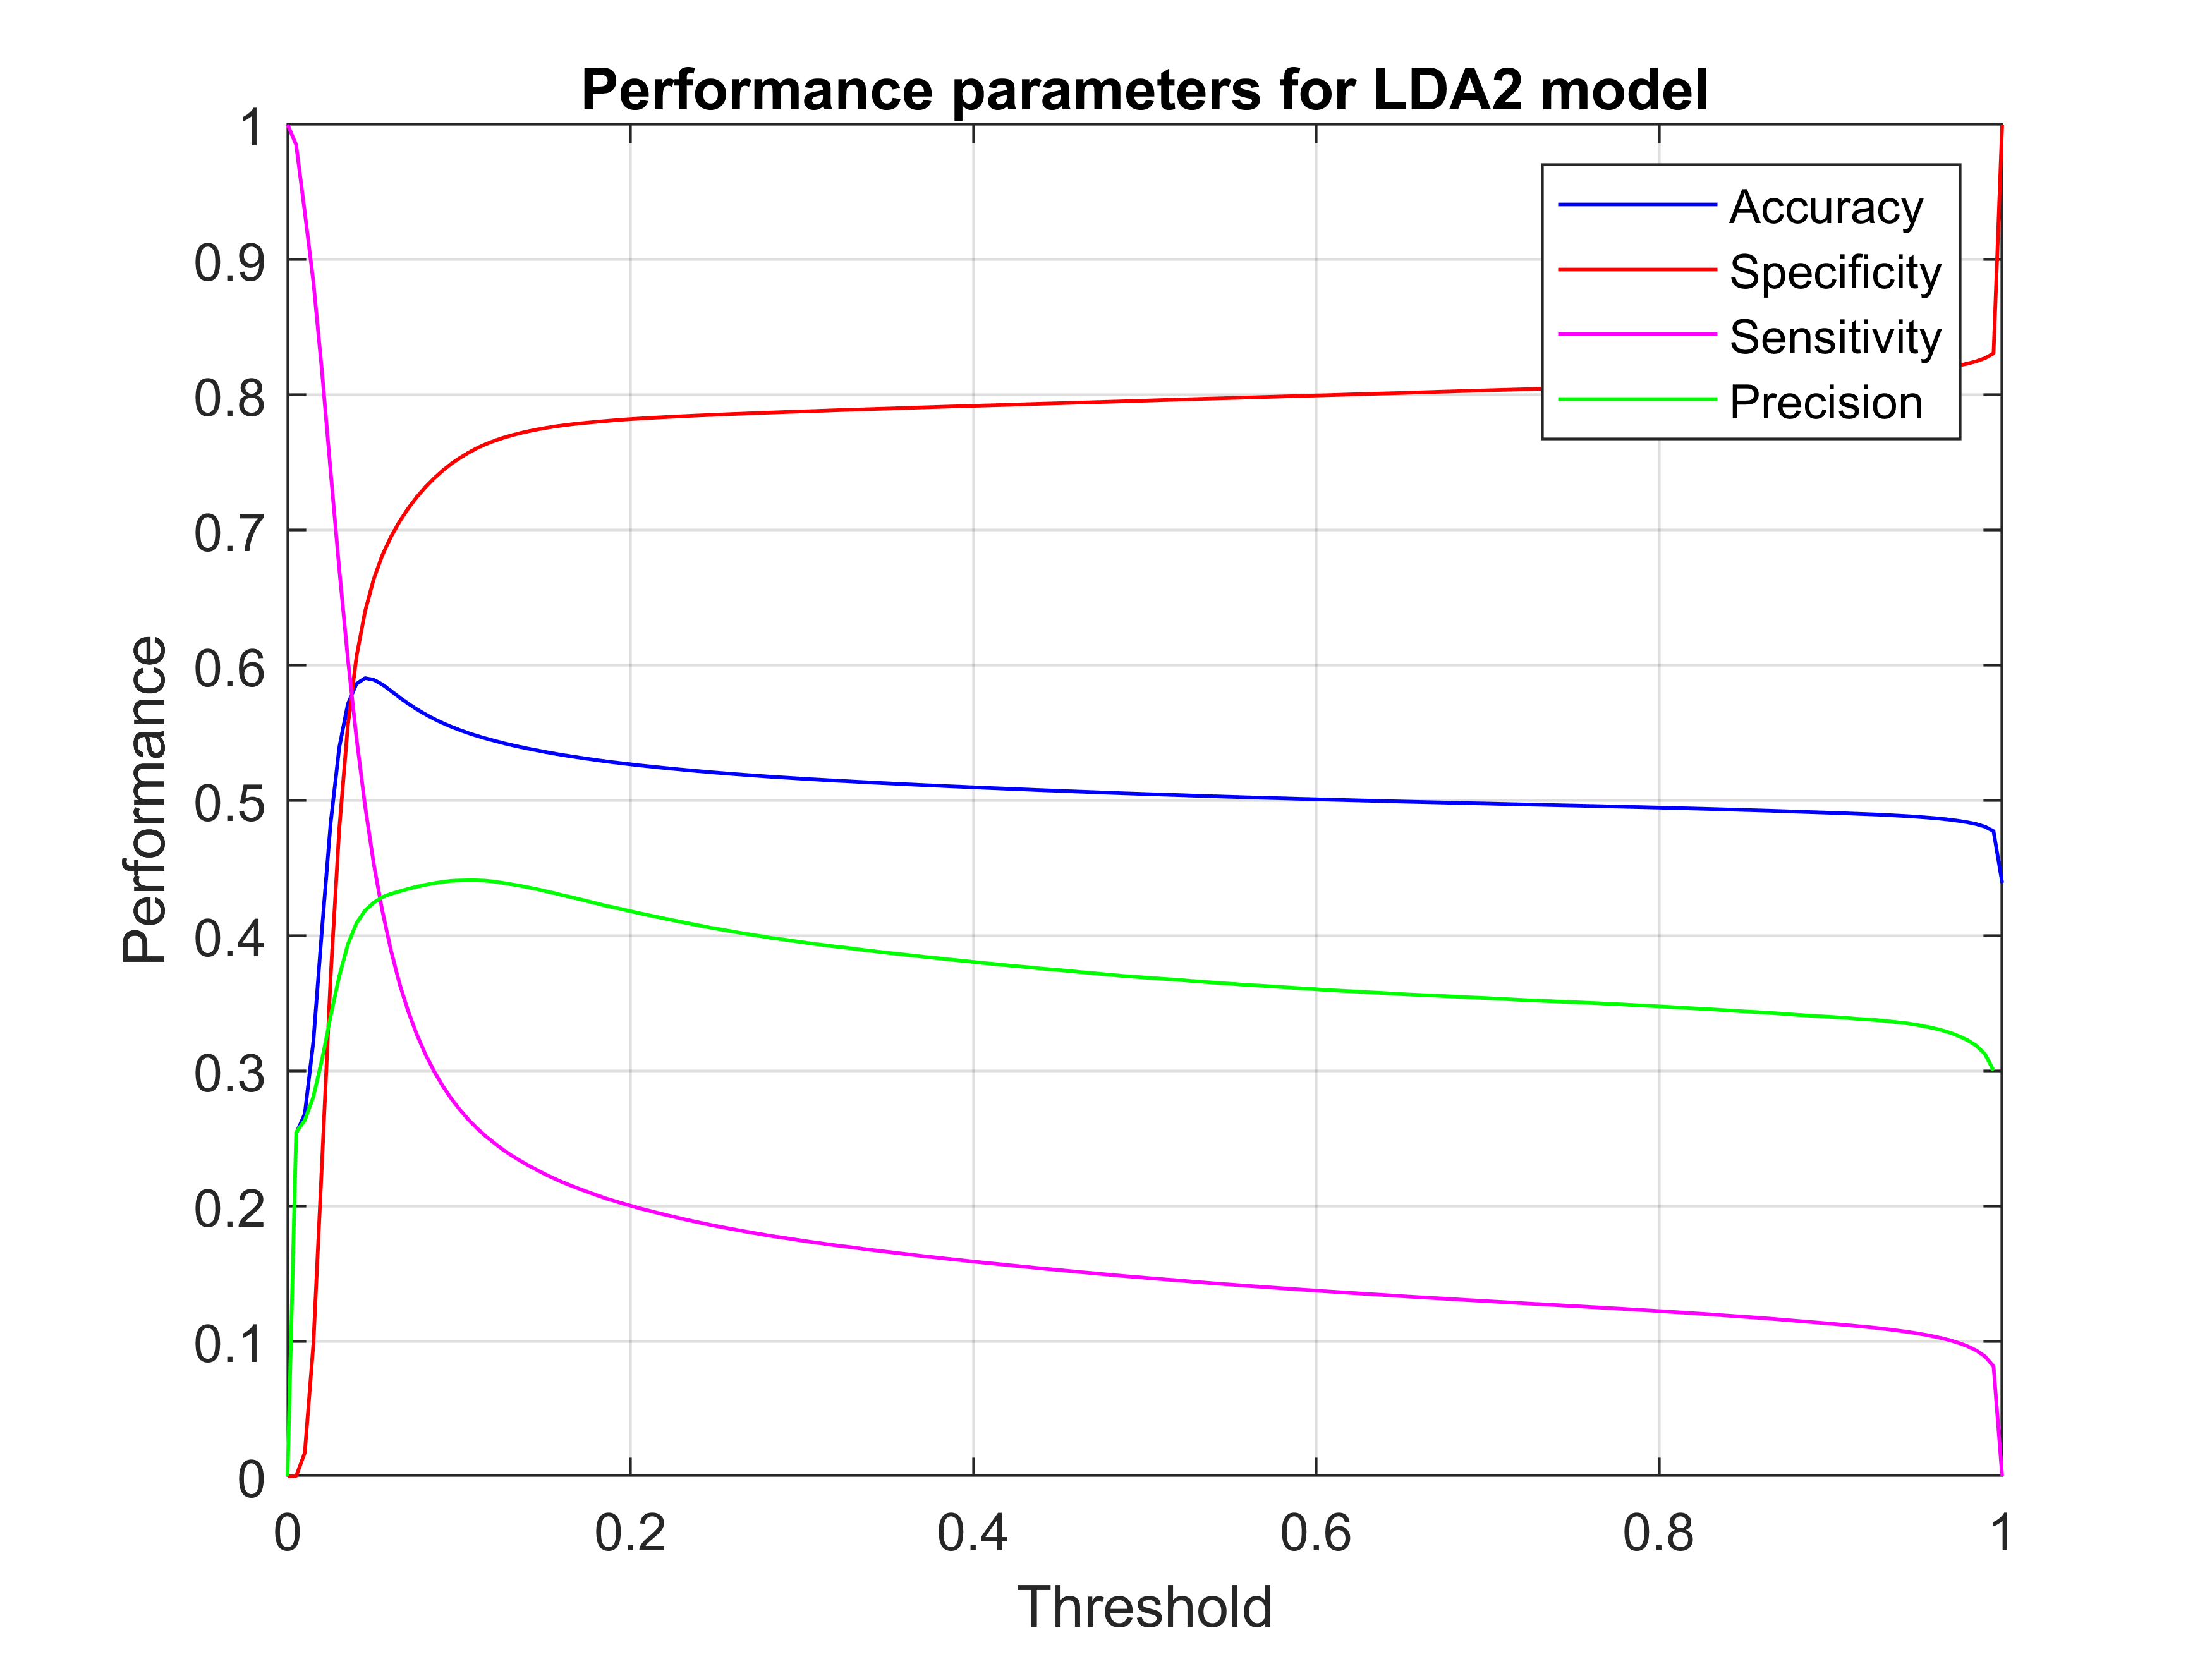 Performance parameters for LDA2 model
1
0.9
0.8
0.7
0.6
0.5
0.4
0.3
0.2
0.1
0
Performance
Accuracy
Specificity
Sensitivity
Precision
0 0.2 0.4 0.6 0.8 1
Threshold